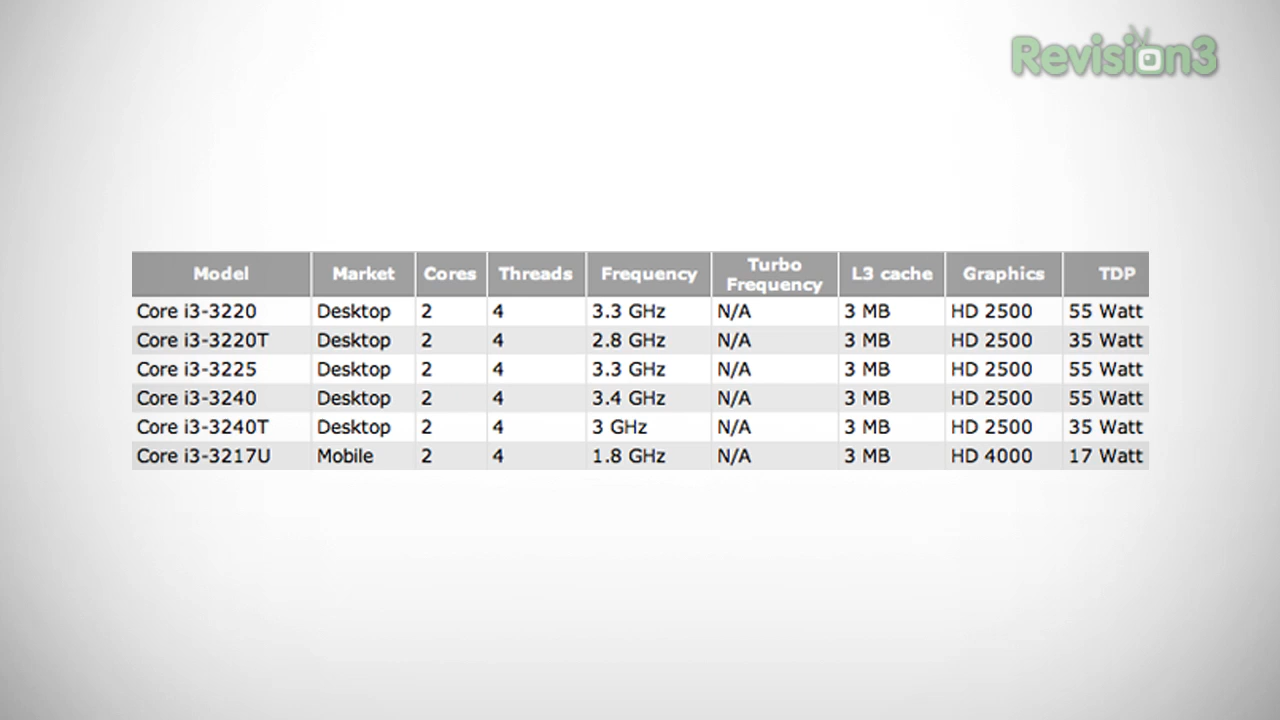 Revision3
Model Market Cores Threads Frequency Turbo Frequency L3 cache Graphics TDP
Core i3-3220 Desktop 2 4 3.3 GHz N/A 3 MB HD 2500 55 Watt
Core i3-3220T Desktop 2 4 2.8 GHz N/A 3 MB HD 2500 35 Watt
Core i3-3225 Desktop 2 4 3.3 GHz N/A 3 MB HD 2500 55 Watt
Core i3-3240 Desktop 2 4 3.4 GHz N/A 3 MB HD 2500 55 Watt
Core i3-3240T Desktop 2 4 3 GHz N/A 3 MB HD 2500 35 Watt
Core i3-3217U Mobile 2 4 1.8 GHz N/A 3 MB HD 4000 17 Watt